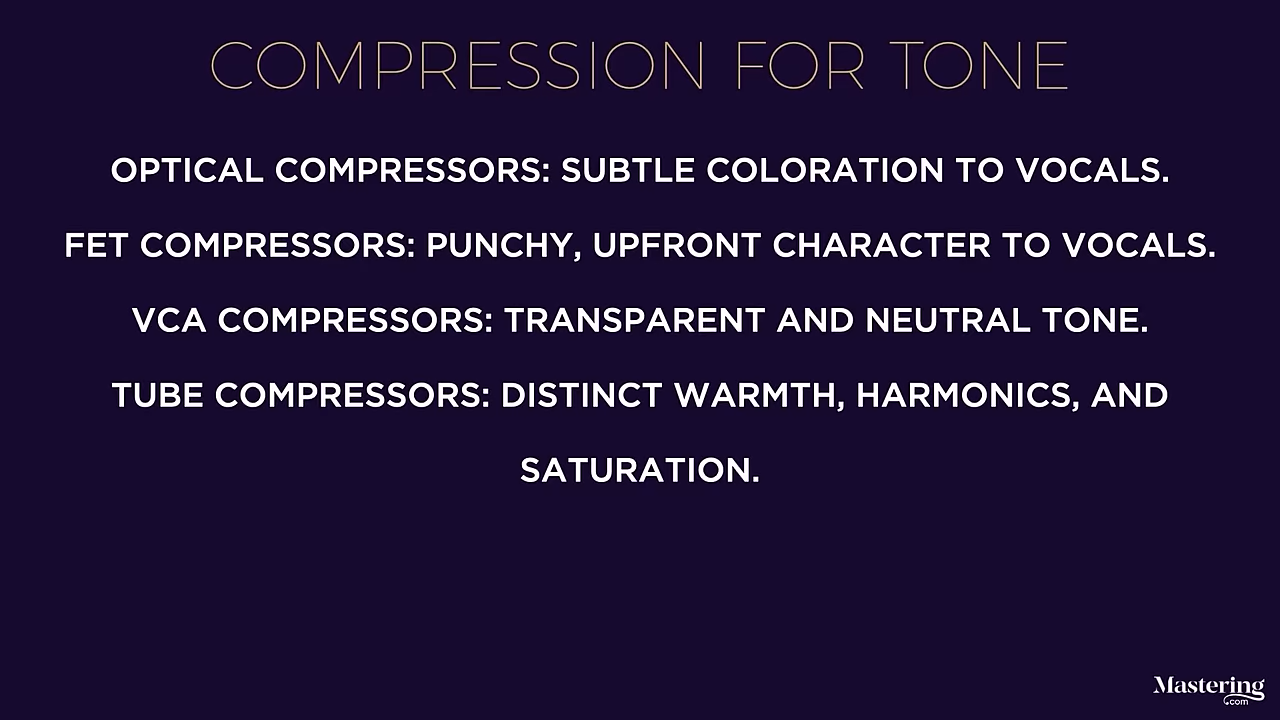 COMPRESSION FOR TONE
OPTICAL COMPRESSORS: SUBTLE COLORATION TO VOCALS.
FET COMPRESSORS: PUNCHY, UPFRONT CHARACTER TO VOCALS.
VCA COMPRESSORS: TRANSPARENT AND NEUTRAL TONE.
TUBE COMPRESSORS: DISTINCT WARMTH, HARMONICS, AND
SATURATION.
Mastering
.com